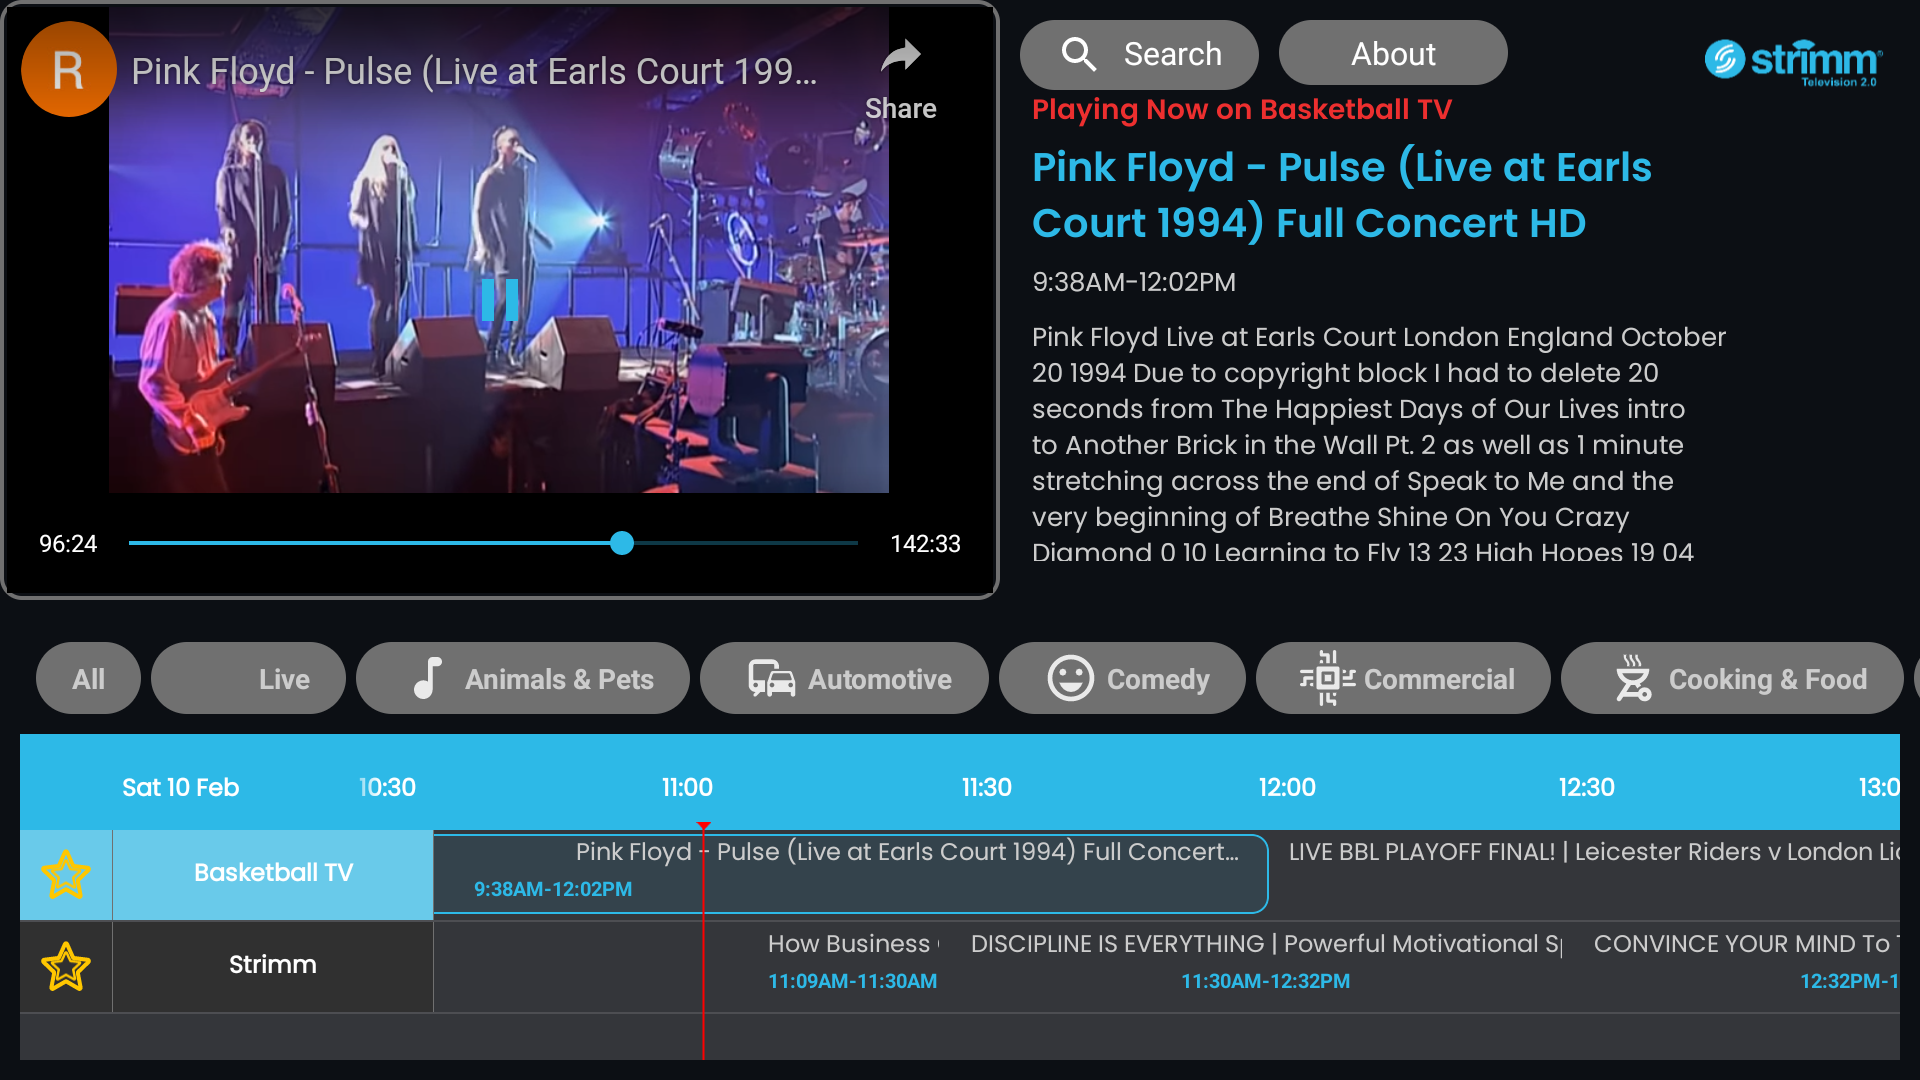 R
Pink Floyd - Pulse (Live at Earls Court 199...
Share
96:24
142:33
Search
About
strimm
Television 2.0
Playing Now on Basketball TV
Pink Floyd - Pulse (Live at Earls
Court 1994) Full Concert HD
9:38AM-12:02PM
Pink Floyd Live at Earls Court London England October
20 1994 Due to copyright block I had to delete 20
seconds from The Happiest Days of Our Lives intro
to Another Brick in the Wall Pt. 2 as well as 1 minute
stretching across the end of Speak to Me and the
very beginning of Breathe Shine On You Crazy
Diamond 0 10 Learning to Fly 13 23 High Hopes 19 04
All
Live
Animals & Pets
Automotive
Comedy
Commercial
Cooking & Food
Sat 10 Feb
10:30
11:00
11:30
12:00
12:30
13:0
Basketball TV
Pink Floyd - Pulse (Live at Earls Court 1994) Full Concert...
9:38AM-12:02PM
LIVE BBL PLAYOFF FINAL! | Leicester Riders v London Li
Strimm
How Business
11:09AM-11:30AM
DISCIPLINE IS EVERYTHING | Powerful Motivational S
11:30AM-12:32PM
CONVINCE YOUR MIND To
12:32PM-1